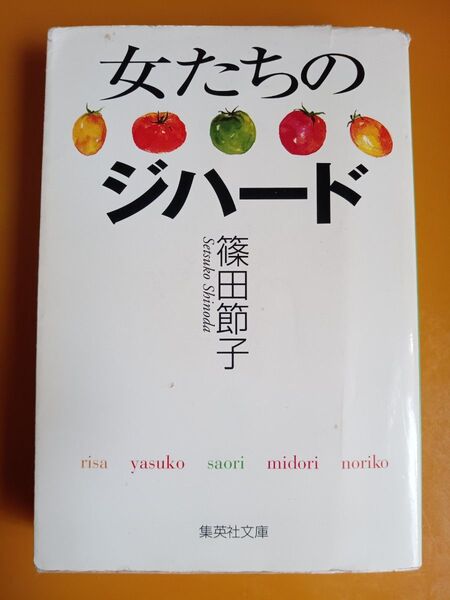 女たちの
ジハード
篠田節子
Setsuko Shinoda
risa yasuko saori midori noriko
集英社文庫